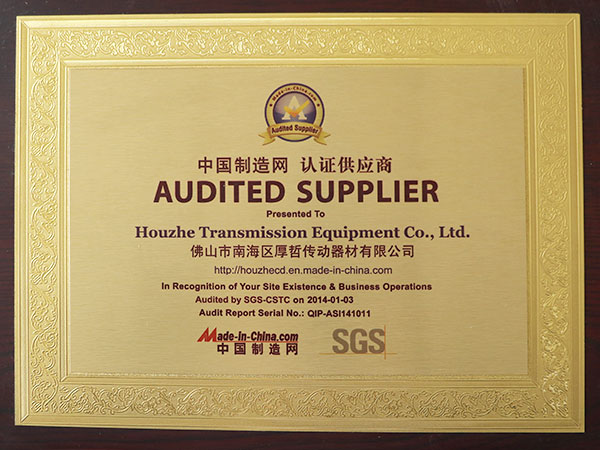 Made-in-China.com
Audited Supplier
中国制造网 认证供应商
AUDITED SUPPLIER
Presented To
Houzhe Transmission Equipment Co., Ltd.
佛山市南海区厚哲传动器材有限公司
http://houzhecd.en.made-in-china.com
In Recognition of Your Site Existence & Business Operations
Audited by SGS-CSTC on 2014-01-03
Audit Report Serial No.: QIP-ASI141011
Made-in-China.com
中国制造网
SGS